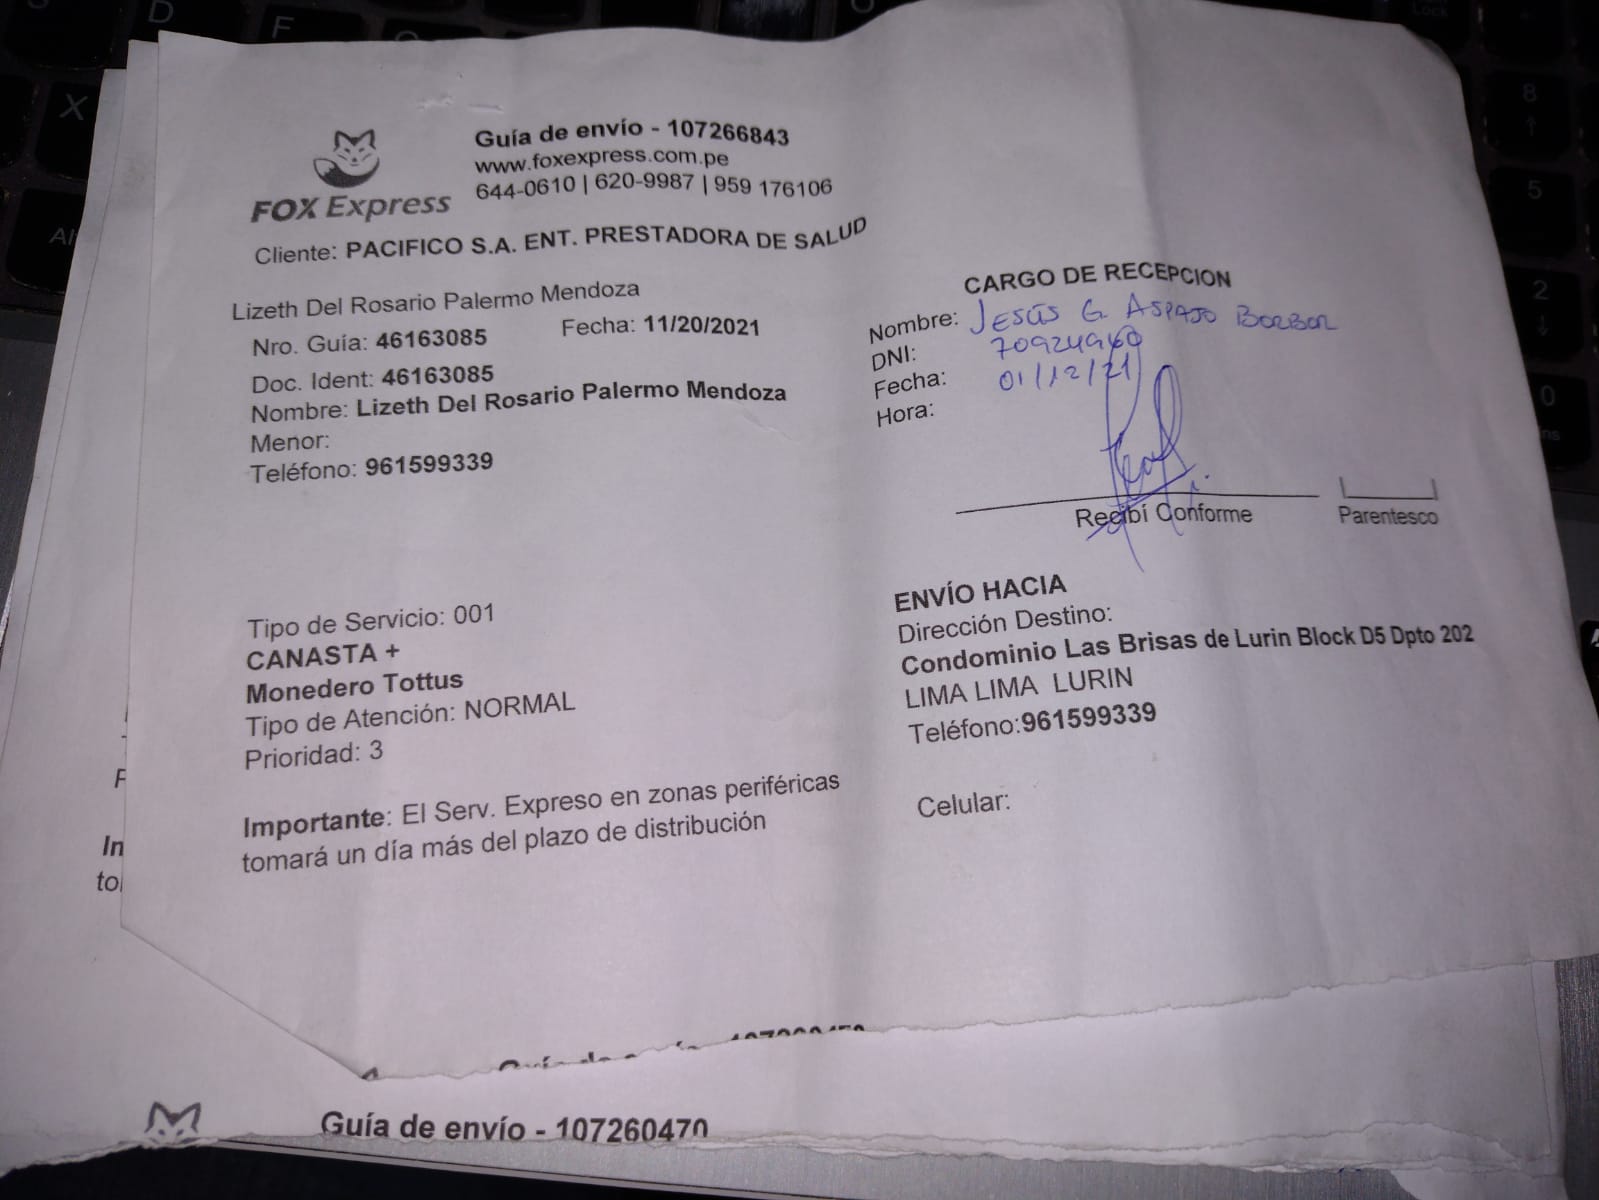 Guía de envío - 107266843
www.foxexpress.com.pe
644-0610 | 620-9987 | 959 176106
FOX Express
Cliente: PACIFICO S.A. ENT. PRESTADORA DE SALUD
Lizeth Del Rosario Palermo Mendoza
Nro. Guía: 46163085 Fecha: 11/20/2021
Doc. Ident: 46163085
Nombre: Lizeth Del Rosario Palermo Mendoza
Menor:
Teléfono: 961599339
CARGO DE RECEPCION
Nombre: JESÚS G. ASPAJO BORBOR
DNI: 70924960
Fecha: 01/12/21
Hora:
Recibí Conforme
Parentesco
Tipo de Servicio: 001
CANASTA +
Monedero Tottus
Tipo de Atención: NORMAL
Prioridad: 3
Importante: El Serv. Expreso en zonas periféricas
tomará un día más del plazo de distribución
ENVÍO HACIA
Dirección Destino:
Condominio Las Brisas de Lurin Block D5 Dpto 202
LIMA LIMA LURIN
Teléfono:961599339
Celular:
Guía de envío - 107260470